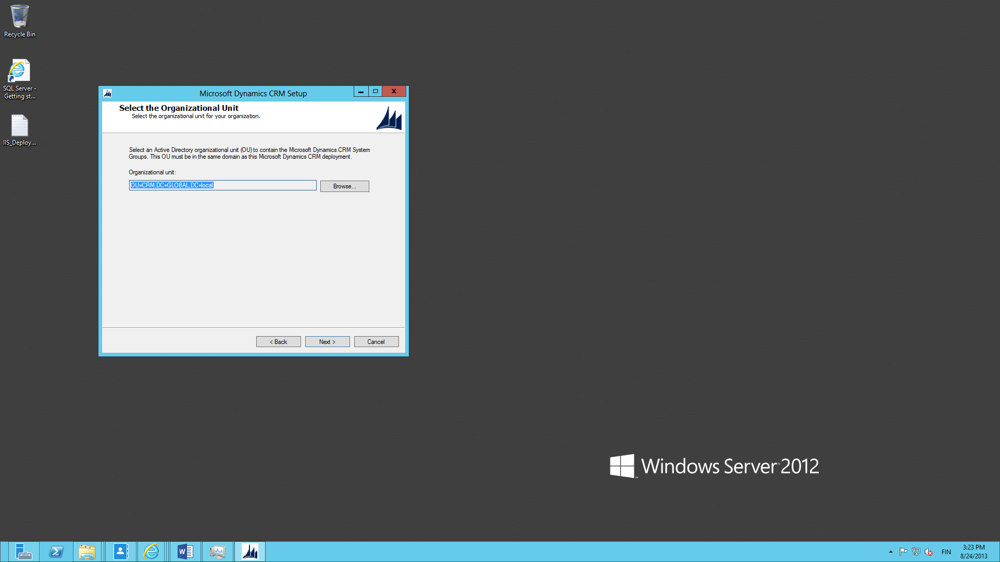 Recycle Bin
SQL Server -
Getting st...
IIS_Deploy...
Microsoft Dynamics CRM Setup
Select the Organizational Unit
Select the organizational unit for your organization.
Select an Active Directory organizational unit (OU) to contain the Microsoft Dynamics CRM System
Groups. This OU must be in the same domain as this Microsoft Dynamics CRM deployment.
Organizational unit:
OU=CRM,DC=GLOBAL,DC=local
Browse...
< Back
Next >
Cancel
Windows Server 2012
FIN
3:23 PM
8/24/2013